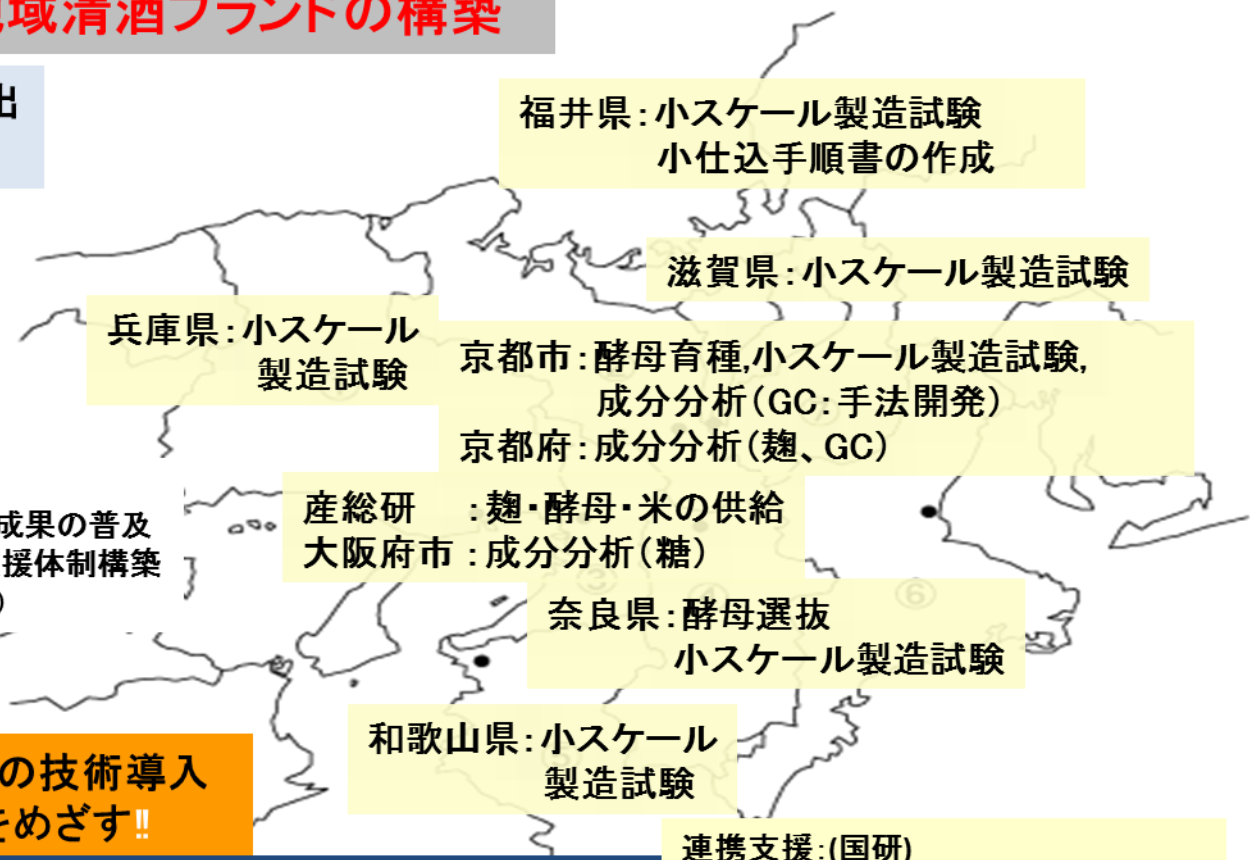 域清酒ブランドの構築
出
福井県:小スケール製造試験
小仕込手順書の作成
滋賀県:小スケール製造試験
兵庫県:小スケール
製造試験
京都市:酵母育種,小スケール製造試験,
成分分析(GC:手法開発)
京都府:成分分析(麹、GC)
産総研 :麹・酵母・米の供給
大阪府市:成分分析(糖)
成果の普及
援体制構築
)
③ ④ ⑥
奈良県:酵母選抜
小スケール製造試験
和歌山県:小スケール
製造試験
の技術導入
をめざす!!
連携支援:(国研)